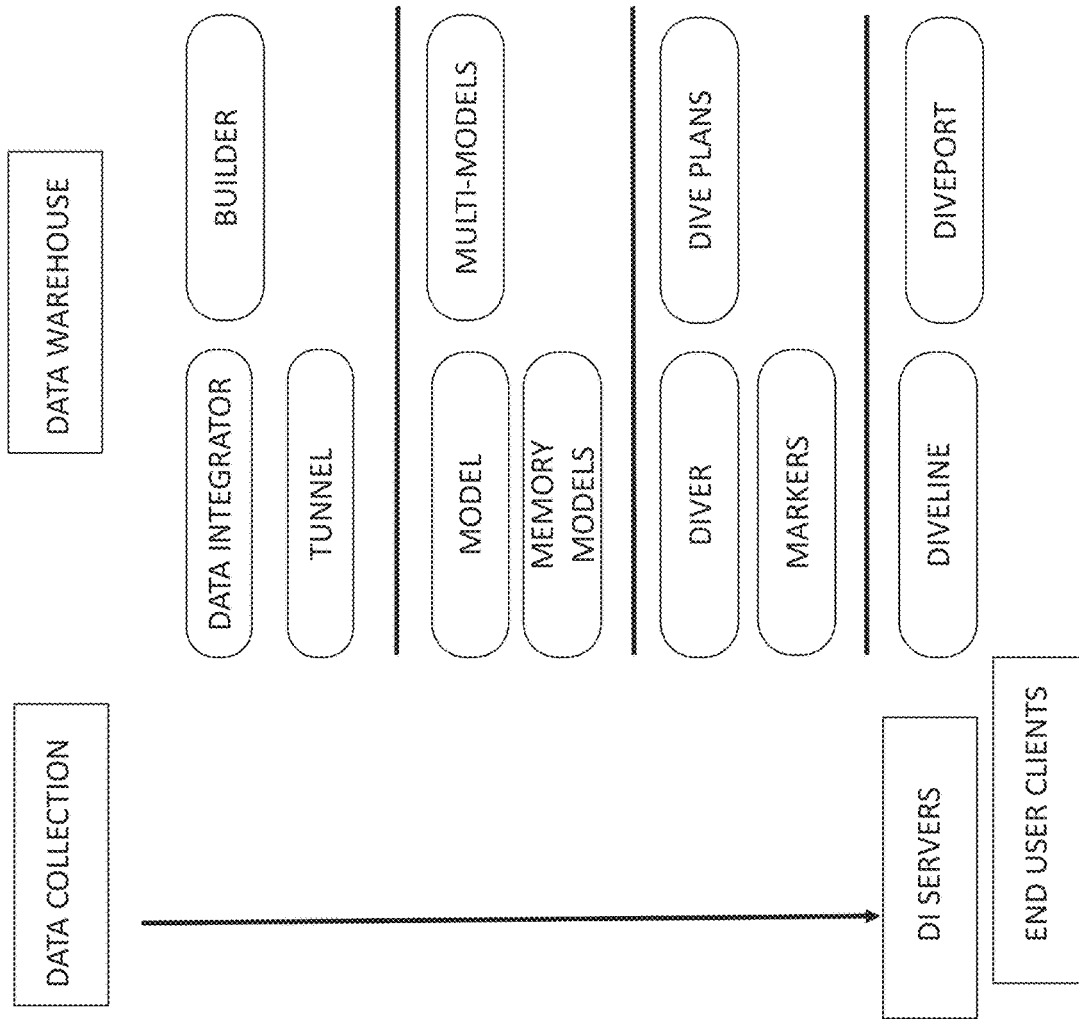 DATA COLLECTION
DATA WAREHOUSE
DATA INTEGRATOR
BUILDER
TUNNEL
MODEL
MULTI-MODELS
MEMORY
MODELS
DIVER
DIVE PLANS
MARKERS
DI SERVERS
DIVELINE
DIVEPORT
END USER CLIENTS